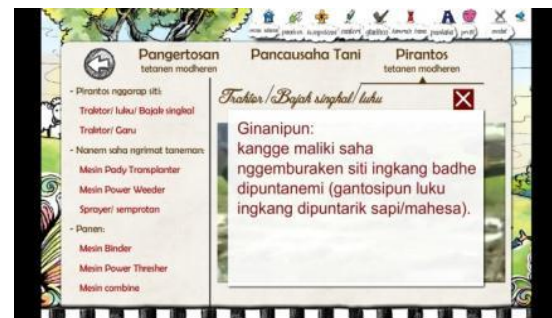 Pangertosan
Pancausaha Tani
Pirantos
tetanen modheren
tetanen modheren
- Pirantos nggarap siti:
Traktor/ luku/ Bajak singkal
Traktor/ Garu
- Nanem saha ngrimat taneman:
Mesin Pady Transplanter
Mesin Power Weeder
Sprayer/ semprotan
- Panen:
Mesin Binder
Mesin Power Thresher
Mesin combine
Traktor/Bajak singkal/luku
Ginanipun:
kangge maliki saha
nggemburaken siti ingkang badhe
dipuntanemi (gantosipun luku
ingkang dipuntarik sapi/mahesa).